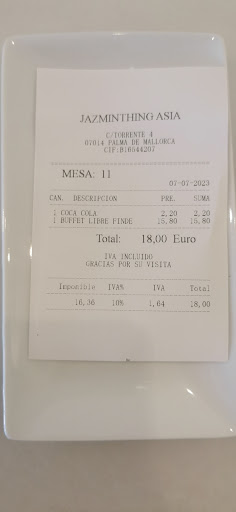 JAZMINTHING ASIA
C/TORRENTE 4
07014 PALMA DE MALLORCA
CIF:B16644207
MESA: 11
07-07-2023
CAN. DESCRIPCION PRE. SUMA
1 COCA COLA 2,20 2,20
1 BUFFET LIBRE FINDE 15,80 15,80
Total: 18,00 Euro
IVA INCLUIDO
GRACIAS POR SU VISITA
Imponible IVA% IVA Total
16,36 10% 1,64 18,00